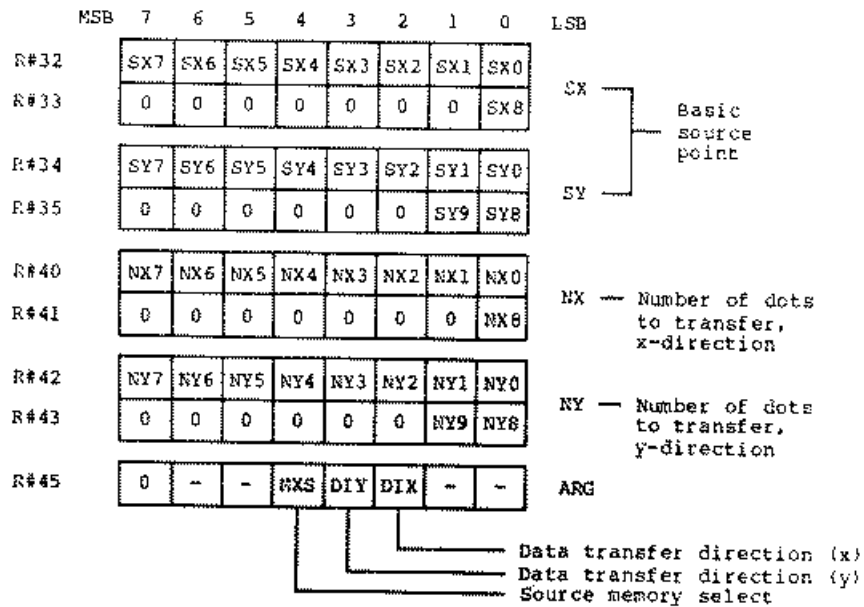 MSB 7 6 5 4 3 2 1 0 LSB
R#32 SX7 SX6 SX5 SX4 SX3 SX2 SX1 SX0
SX
R#33 0 0 0 0 0 0 0 SX8
Basic
source
point
R#34 SY7 SY6 SY5 SY4 SY3 SY2 SY1 SY0
SY
R#35 0 0 0 0 0 0 SY9 SY8
R#40 NX7 NX6 NX5 NX4 NX3 NX2 NX1 NX0
NX — Number of dots
R#41 0 0 0 0 0 0 0 NX8
to transfer,
x-direction
R#42 NY7 NY6 NY5 NY4 NY3 NY2 NY1 NY0
NY — Number of dots
R#43 0 0 0 0 0 0 NY9 NY8
to transfer,
y-direction
R#45 0 - - MXS DIY DIX - - ARG
Data transfer direction (x)
Data transfer direction (y)
Source memory select